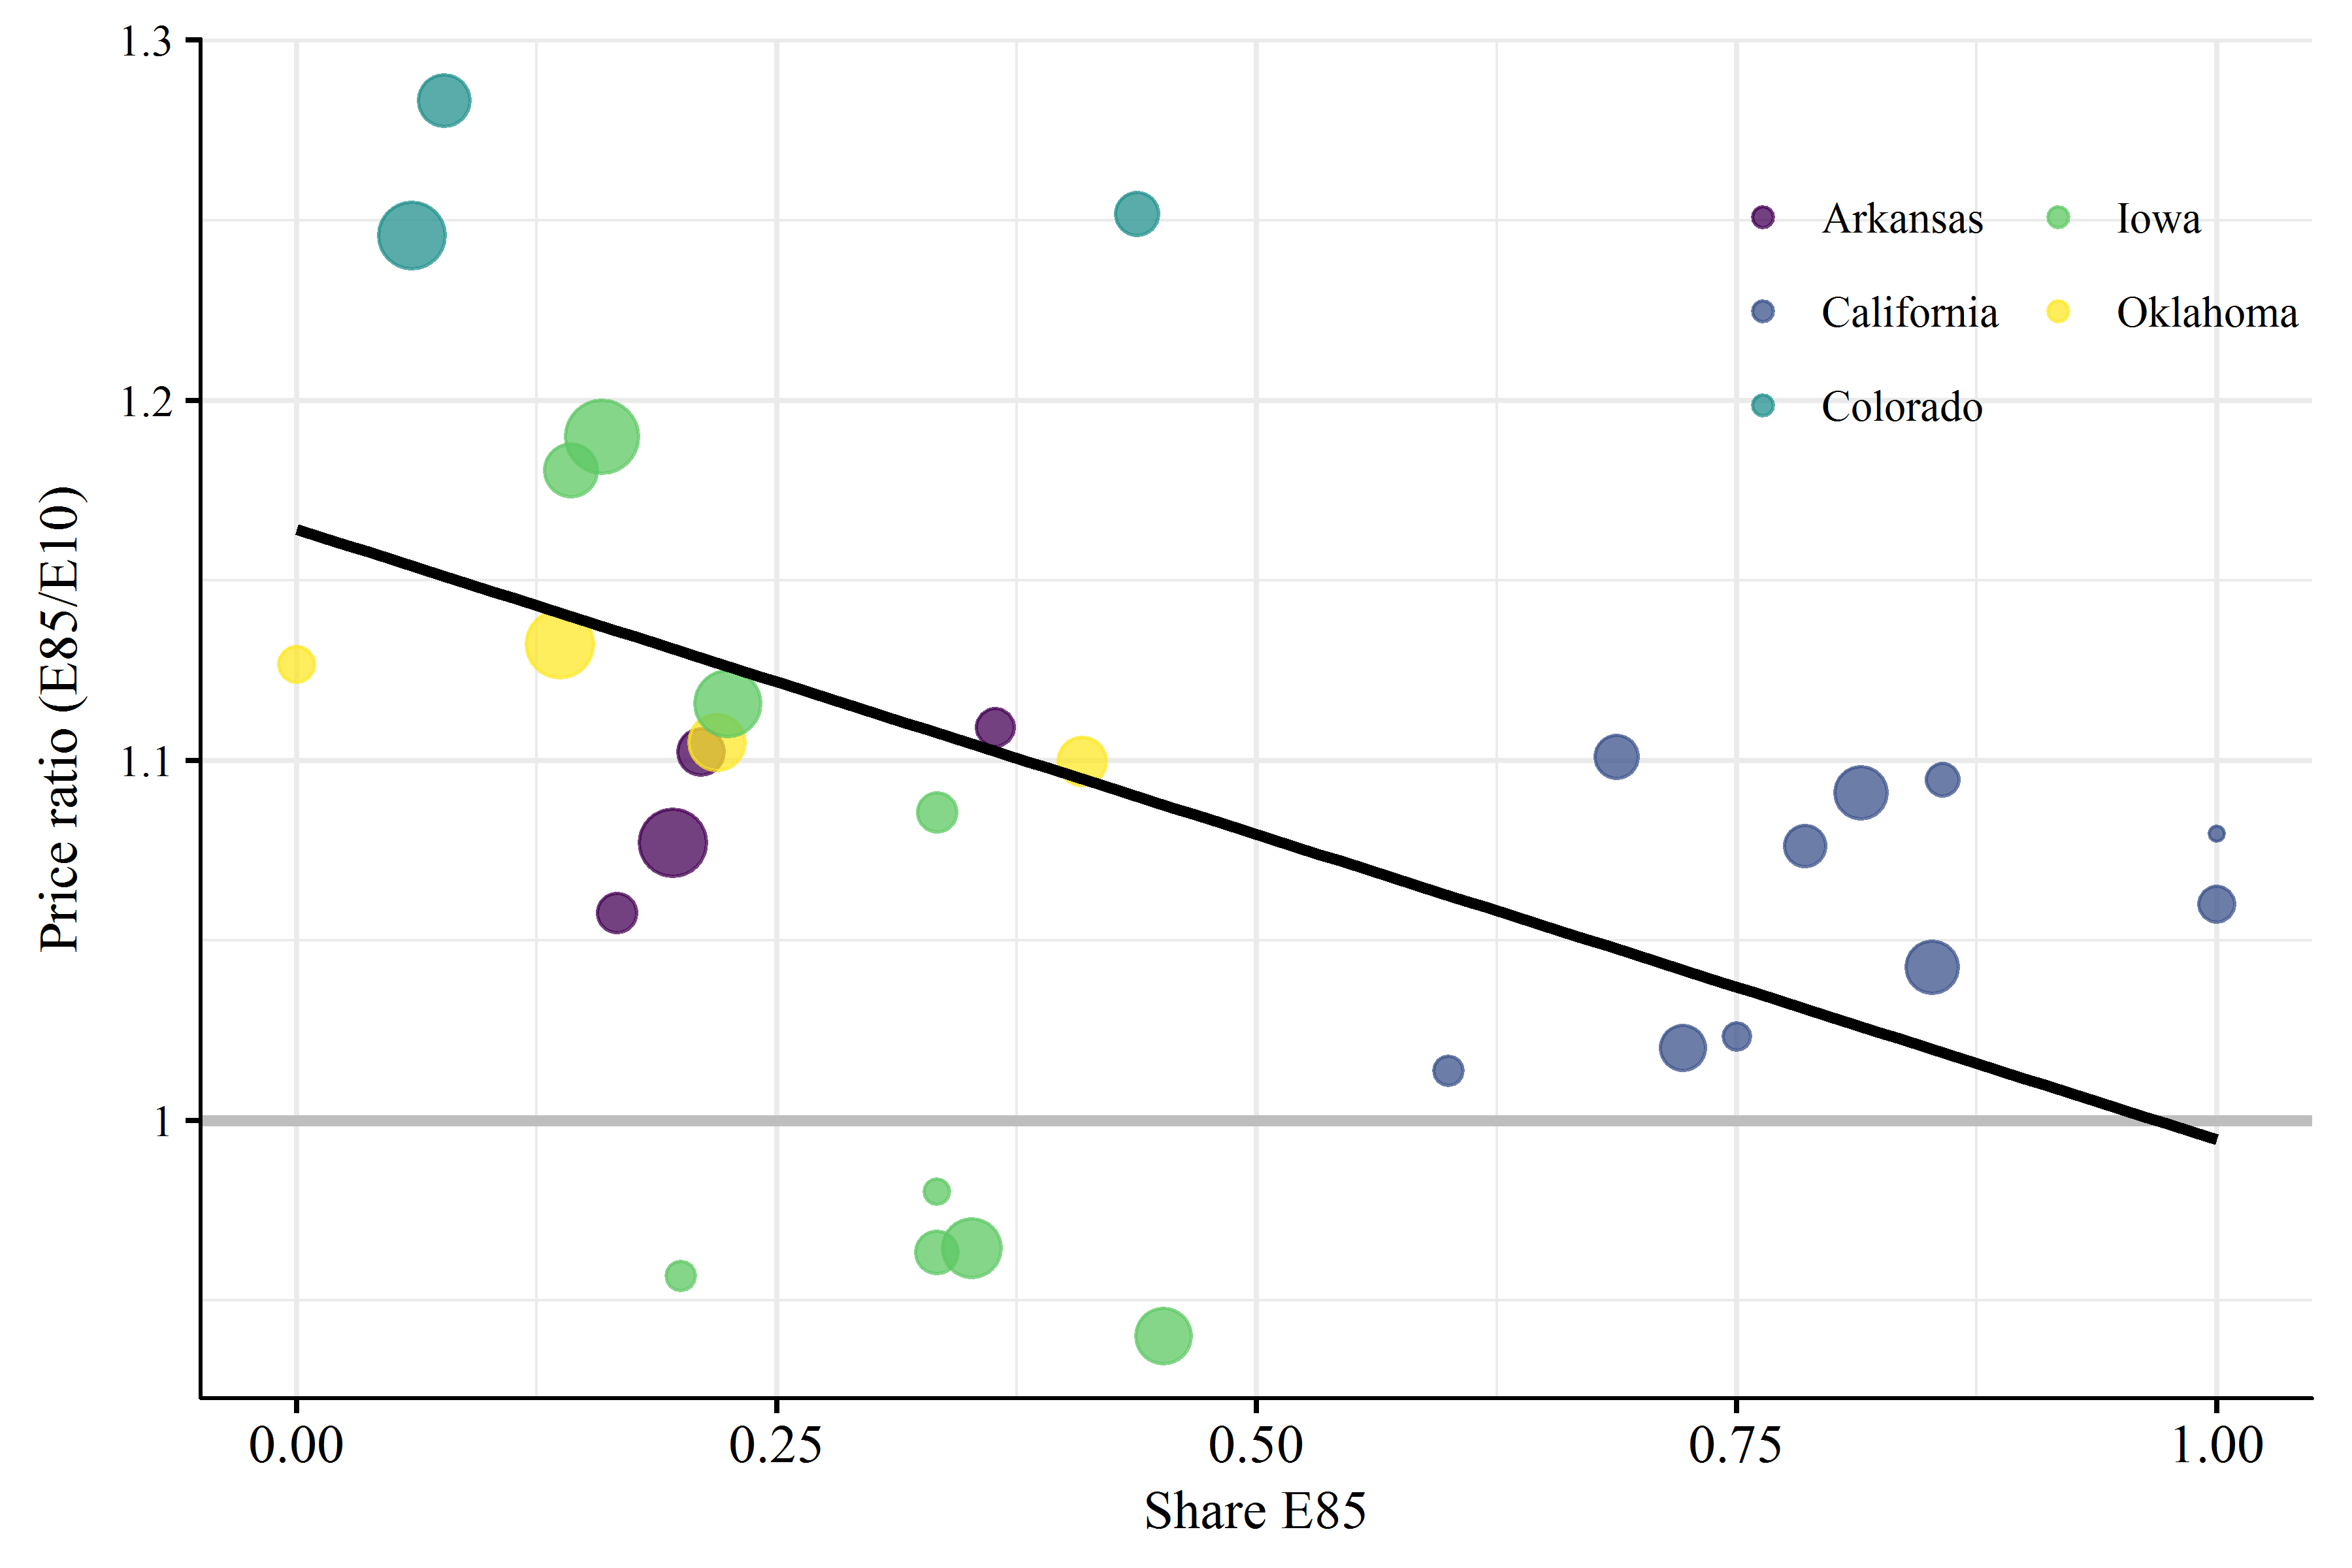 1.3
1.2
1.1
1
Price ratio (E85/E10)
Arkansas
California
Colorado
Iowa
Oklahoma
0.00 0.25 0.50 0.75 1.00
Share E85